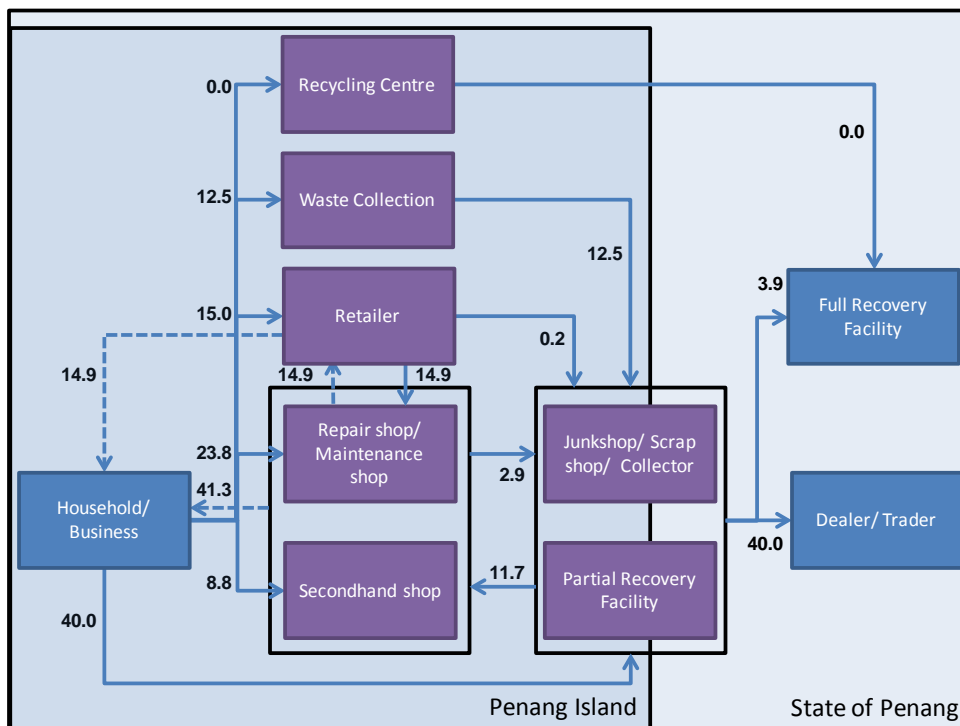 Recycling Centre
0.0
0.0
Waste Collection
12.5
12.5
3.9
Full Recovery
Facility
Retailer
15.0
0.2
14.9
14.9
14.9
Repair shop/
Maintenance
shop
Junkshop/ Scrap
shop/ Collector
23.8
2.9
41.3
Household/
Business
Dealer/ Trader
40.0
8.8
Secondhand shop
11.7
Partial Recovery
Facility
40.0
Penang Island
State of Penang